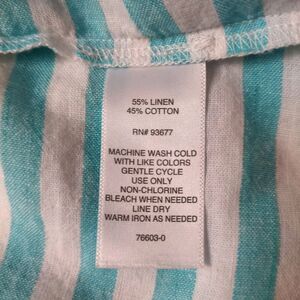 55% LINEN
45% COTTON
RN# 93677
MACHINE WASH COLD
WITH LIKE COLORS
GENTLE CYCLE
USE ONLY
NON-CHLORINE
BLEACH WHEN NEEDED
LINE DRY
WARM IRON AS NEEDED
76603-0